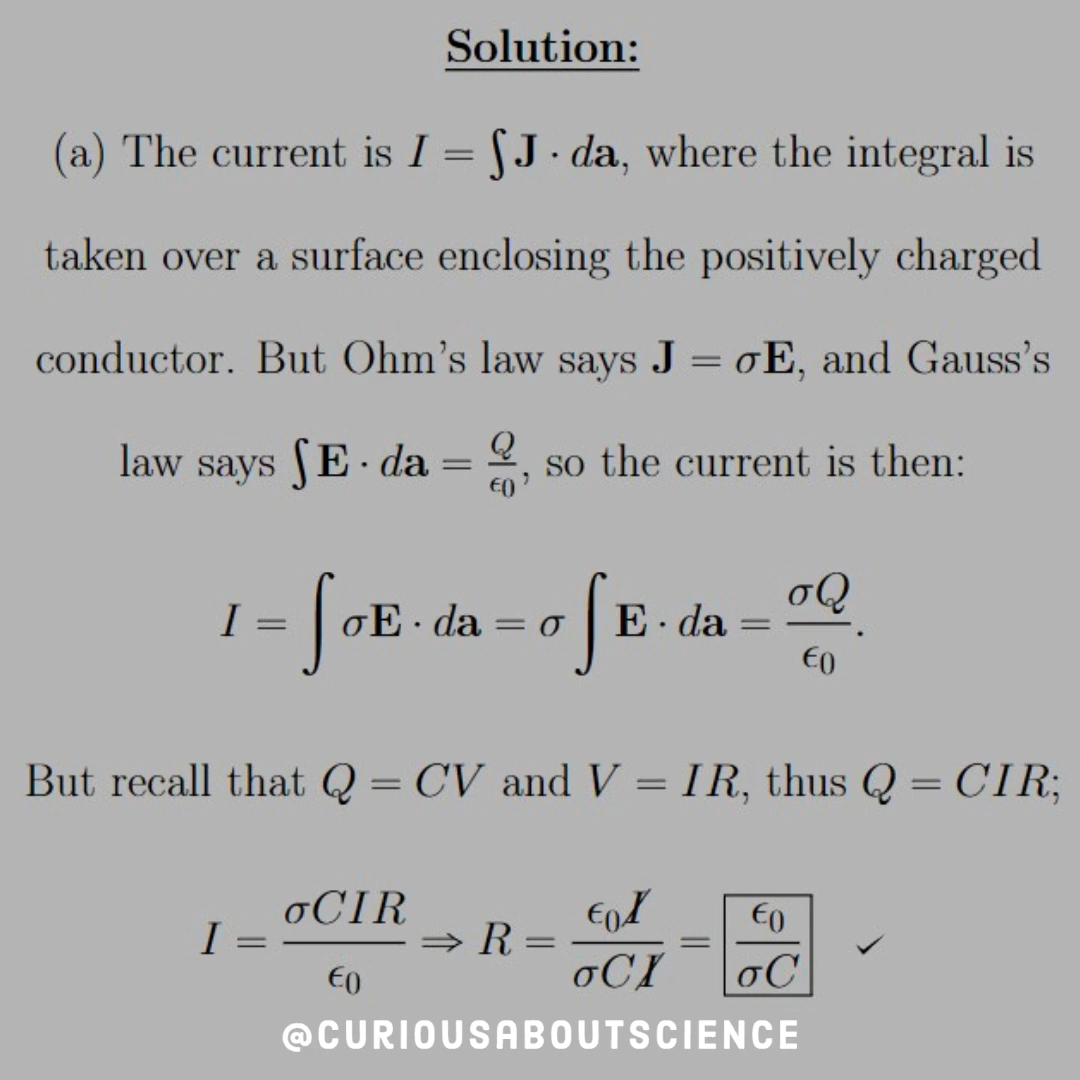 Solution:
(a) The current is I = ∫ J · da, where the integral is
taken over a surface enclosing the positively charged
conductor. But Ohm's law says J = σE, and Gauss's
law says ∫ E · da = Q/ϵ₀, so the current is then:
I = ∫ σE · da = σ ∫ E · da = σQ/ϵ₀.
But recall that Q = CV and V = IR, thus Q = CIR;
I = σCIR/ϵ₀ ⇒ R = ϵ₀I/σCI = ϵ₀/σC ✓
@CURIOUSABOUTSCIENCE